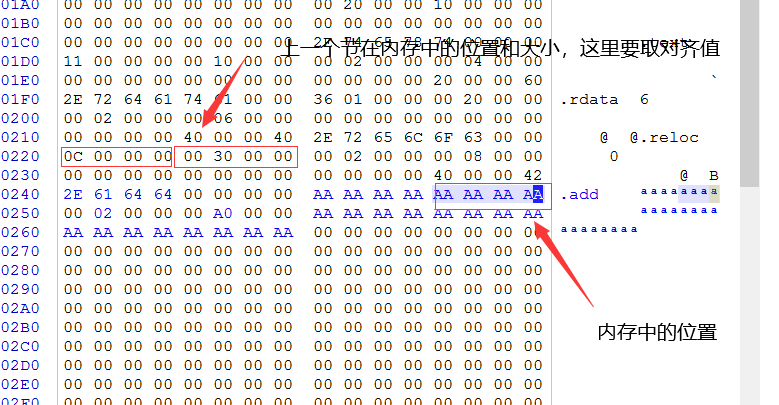 01A0 00 00 00 00 00 00 00 00 00 20 00 00 10 00 00 00
01B0 00 00 00 00 00 00 00 00 00 00 00 00 00 00 00 00
01C0 00 00 00 00 00 00 00 00 2E 74 65 78 74 00 00 00 .text
上一个节在内存中的位置和大小，这里要取对齐值
01D0 11 00 00 00 00 10 00 00 00 02 00 00 00 04 00 00
01E0 00 00 00 00 00 00 00 00 00 00 00 00 20 00 00 60 `
01F0 2E 72 64 61 74 61 00 00 36 01 00 00 00 20 00 00 .rdata 6
0200 00 02 00 00 00 06 00 00 00 00 00 00 00 00 00 00
0210 00 00 00 00 40 00 00 40 2E 72 65 6C 6F 63 00 00 @ @.reloc
0220 0C 00 00 00 00 30 00 00 00 02 00 00 00 08 00 00 0
0230 00 00 00 00 00 00 00 00 00 00 00 00 40 00 00 42 @ B
0240 2E 61 64 64 00 00 00 00 AA AA AA AA AA AA AA AA .add ªªªªªªªª
0250 00 02 00 00 00 A0 00 00 AA AA AA AA AA AA AA AA ªªªªªªªª
0260 AA AA AA AA AA AA AA AA 00 00 00 00 00 00 00 00 ªªªªªªªª
0270 00 00 00 00 00 00 00 00 00 00 00 00 00 00 00 00
0280 00 00 00 00 00 00 00 00 00 00 00 00 00 00 00 00
0290 00 00 00 00 00 00 00 00 00 00 00 00 00 00 00 00
02A0 00 00 00 00 00 00 00 00 00 00 00 00 00 00 00 00
02B0 00 00 00 00 00 00 00 00 00 00 00 00 00 00 00 00
内存中的位置
02C0 00 00 00 00 00 00 00 00 00 00 00 00 00 00 00 00
02D0 00 00 00 00 00 00 00 00 00 00 00 00 00 00 00 00
02E0 00 00 00 00 00 00 00 00 00 00 00 00 00 00 00 00